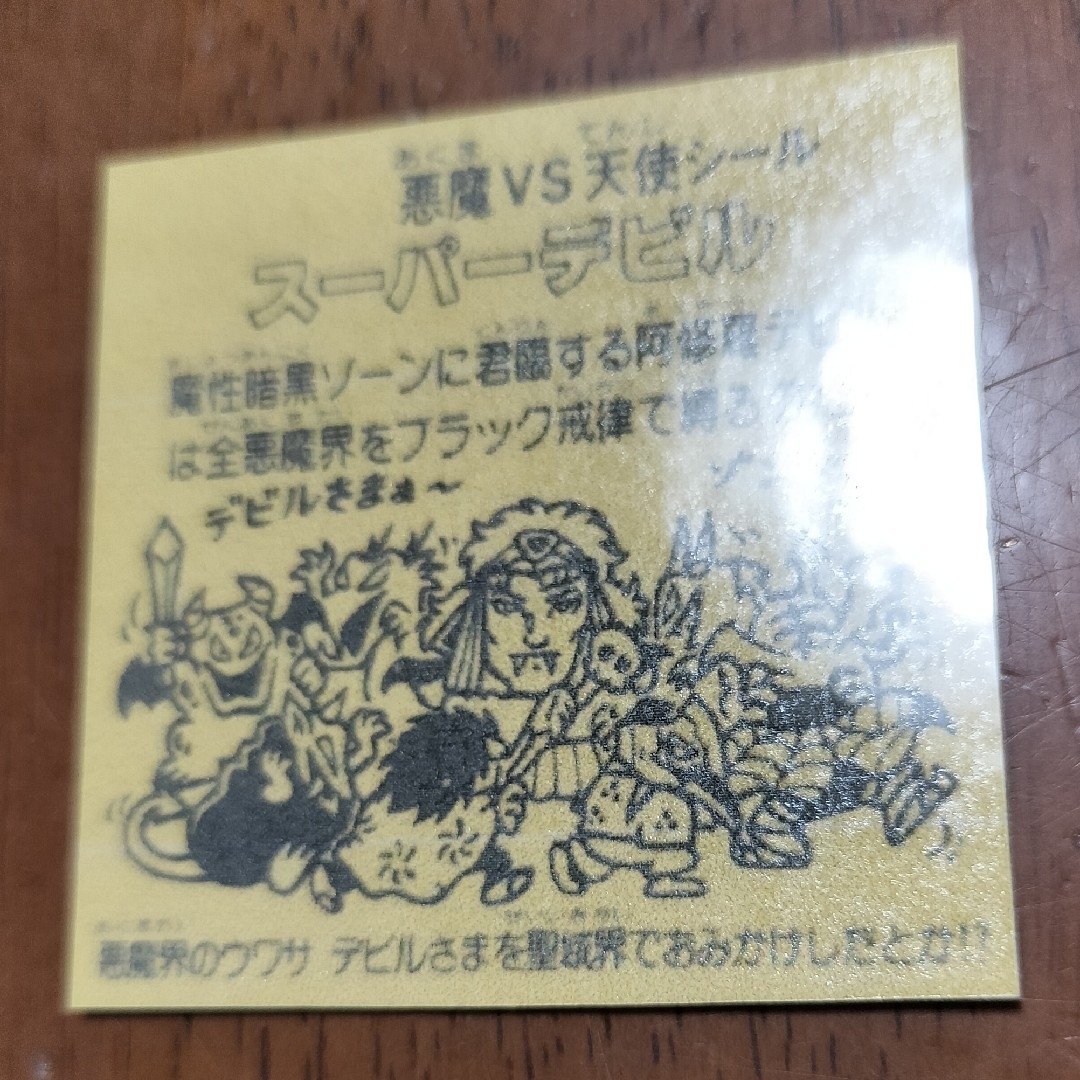 悪魔VS天使シール
スーパーデビル
魔性暗黒ゾーンに君臨する阿修羅
は全悪魔界をブラック戒律で縛る
デビルさまぁ～
悪魔界のウワサ デビルさまを聖城界でおみかけしたとか!?